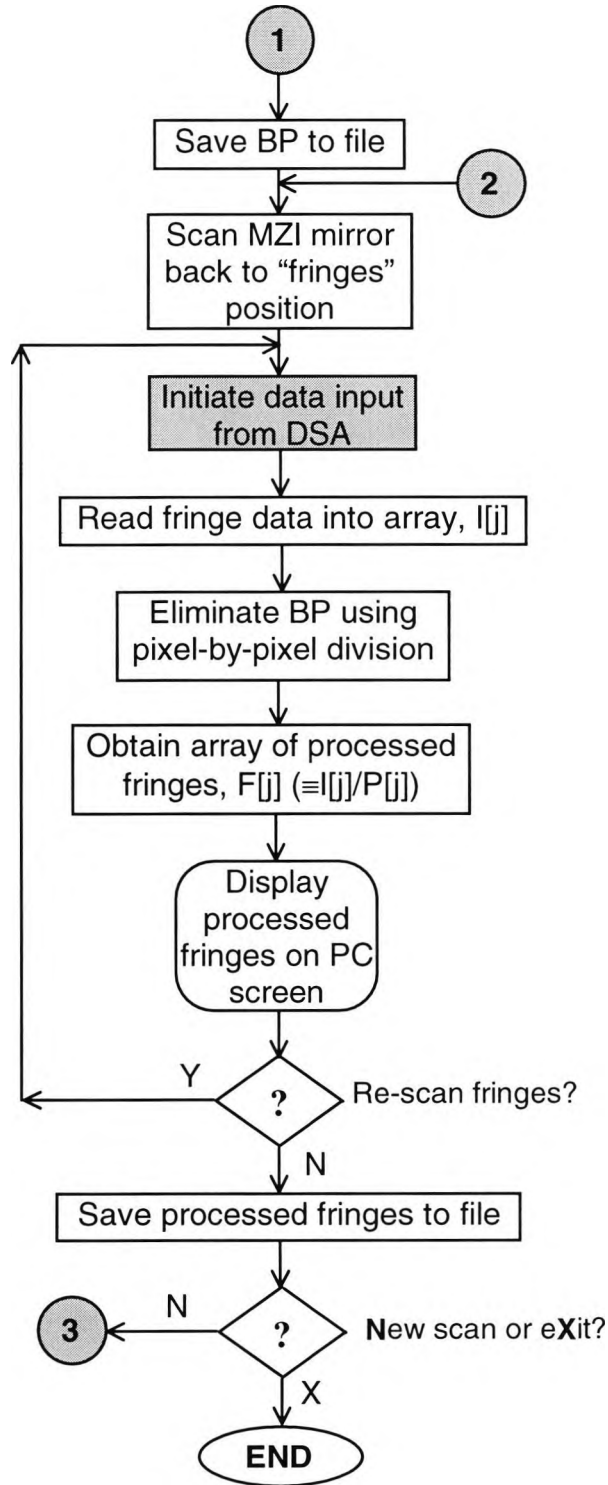 1
Save BP to file
2
Scan MZI mirror
back to “fringes”
position
Initiate data input
from DSA
Read fringe data into array, I[j]
Eliminate BP using
pixel-by-pixel division
Obtain array of processed
fringes, F[j] (≡I[j]/P[j])
Display
processed
fringes on PC
screen
Y
?
Re-scan fringes?
N
Save processed fringes to file
3
N
?
New scan or eXit?
X
END